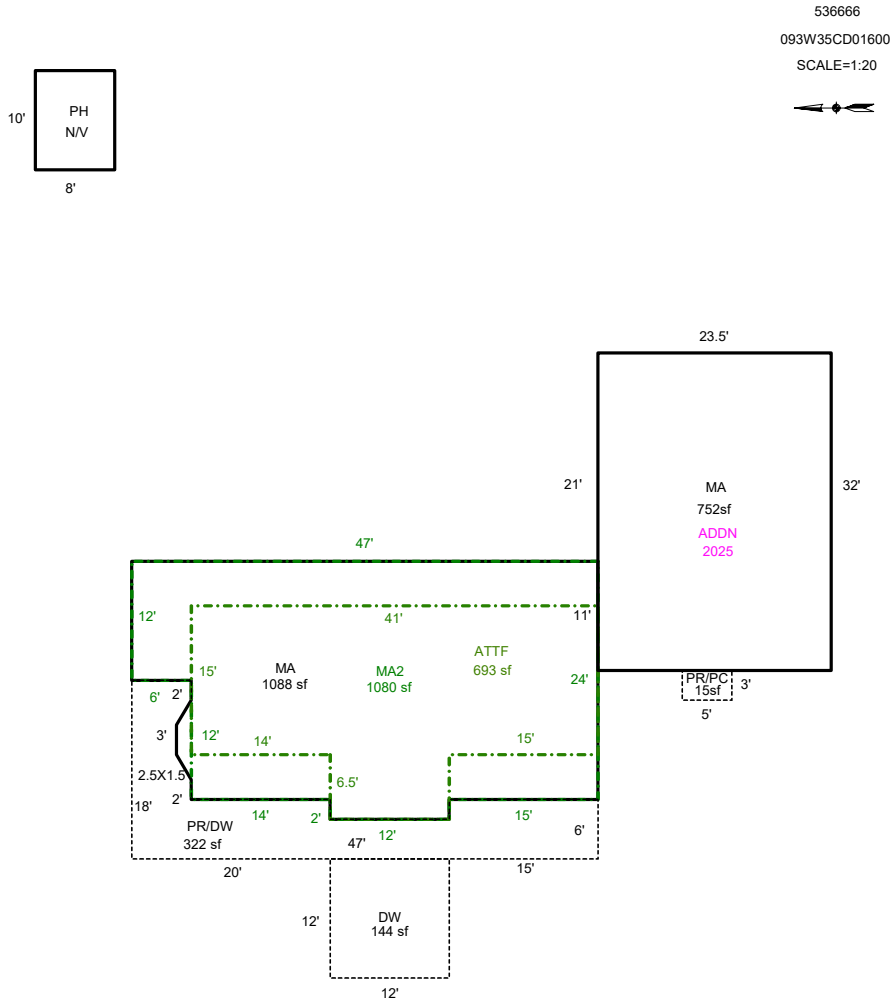 536666
093W35CD01600
SCALE=1:20
PH
N/V
10'
8'
23.5'
21'
MA
752sf
ADDN
2025
32'
47'
12'
41'
11'
ATTF
693 sf
15'
MA
1088 sf
MA2
1080 sf
24'
6'
2'
PR/PC
15sf
3'
5'
3'
12'
14'
15'
2.5X1.5
6.5'
2'
18'
14'
2'
12'
15'
6'
PR/DW
322 sf
47'
20'
15'
12'
DW
144 sf
12'